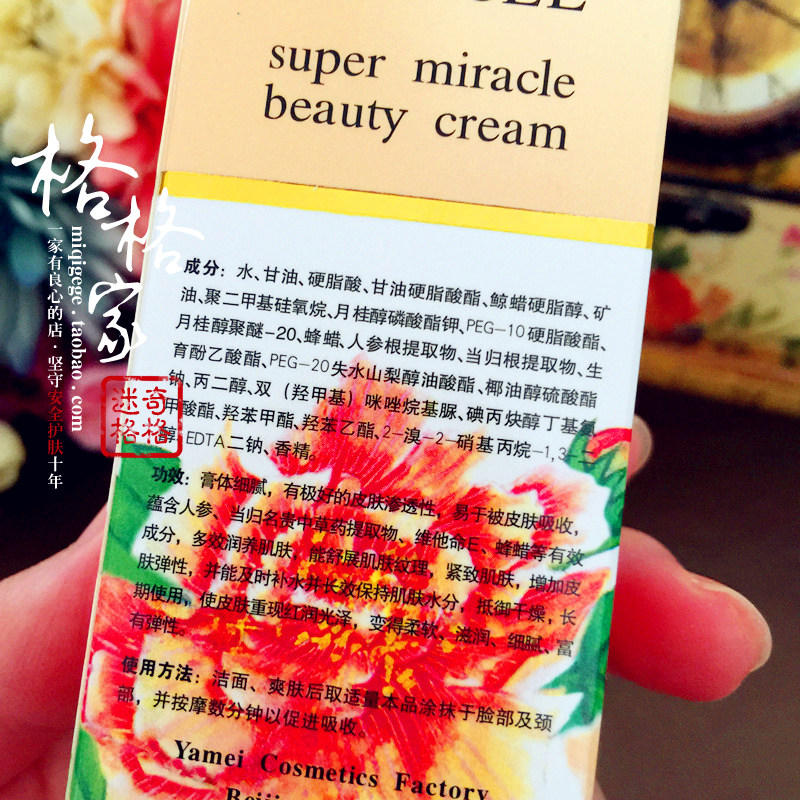 super miracle
beauty cream
成分：水、甘油、硬脂酸、甘油硬脂酸酯、鲸蜡硬脂醇、矿
油、聚二甲基硅氧烷、月桂醇磷酸酯钾、PEG-10硬脂酸酯、
月桂醇聚醚-20、蜂蜡、人参根提取物、当归根提取物、生
育酚乙酸酯、PEG-20失水山梨醇油酸酯、椰油醇硫酸酯
钠、丙二醇、双（羟甲基）咪唑烷基脲、碘丙炔醇丁基氨
甲酸酯、羟苯甲酯、羟苯乙酯、2-溴-2-硝基丙烷-1,3-二
醇、EDTA二钠、香精。
功效：膏体细腻，有极好的皮肤渗透性，易于被皮肤吸收，
蕴含人参、当归名贵中草药提取物、维他命E、蜂蜡等有效
成分，多效润养肌肤，能舒展肌肤纹理，紧致肌肤，增加皮
肤弹性，并能及时补水并长效保持肌肤水分，抵御干燥，长
期使用，使皮肤重现红润光泽，变得柔软、滋润、细腻、富
有弹性。
使用方法：洁面、爽肤后取适量本品涂抹于脸部及颈
部，并按摩数分钟以促进吸收。
Yamei Cosmetics Factory
格格家
miqigege.taobao.com
一家有良心的店·坚守安全护肤十年
迷奇
格格